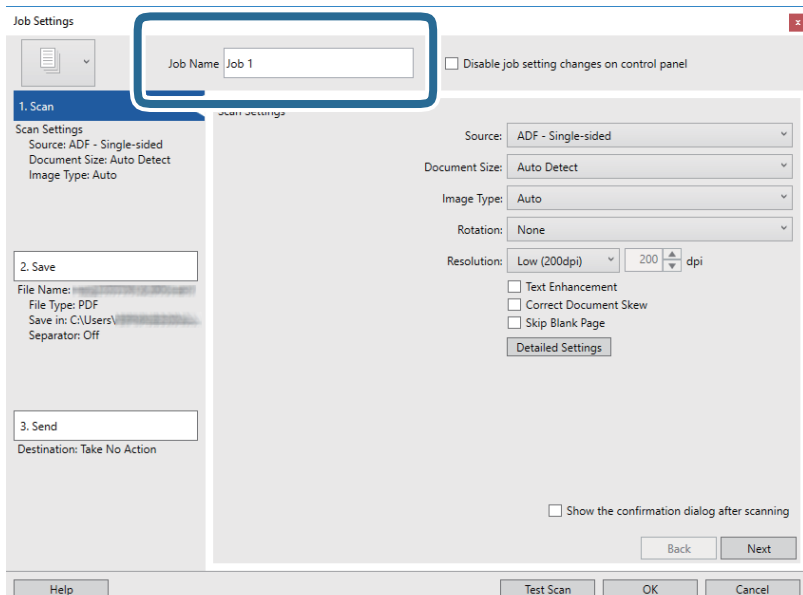 Job Settings
x
Job Name Job 1
Disable job setting changes on control panel
1. Scan
Scan Settings
Source: ADF - Single-sided
Document Size: Auto Detect
Image Type: Auto
2. Save
File Name:
File Type: PDF
Save in: C:\Users\
Separator: Off
3. Send
Destination: Take No Action
Scan Settings
Source: ADF - Single-sided
Document Size: Auto Detect
Image Type: Auto
Rotation: None
Resolution: Low (200dpi) 200 dpi
Text Enhancement
Correct Document Skew
Skip Blank Page
Detailed Settings
Show the confirmation dialog after scanning
Back Next
Help Test Scan OK Cancel